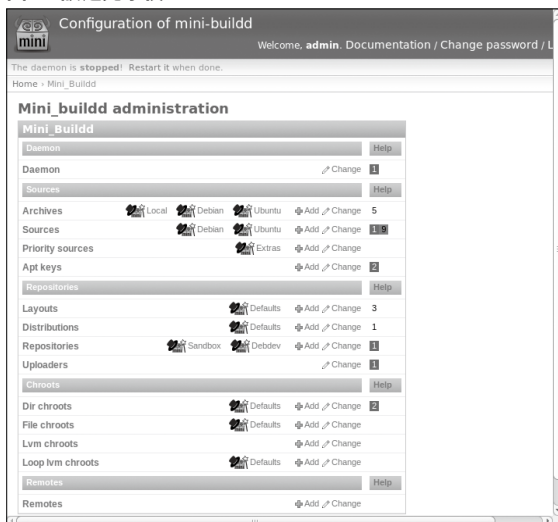 Configuration of mini-buildd
mini
Welcome, admin. Documentation / Change password / L
The daemon is stopped! Restart it when done.
Home › Mini_Buildd
Mini_buildd administration
Mini_Buildd
Daemon Help
Daemon Change 1
Sources Help
Archives Local Debian Ubuntu Add Change 5
Sources Debian Ubuntu Add Change 1 9
Priority sources Extras Add Change
Apt keys Add Change 2
Repositories Help
Layouts Defaults Add Change 3
Distributions Defaults Add Change 1
Repositories Sandbox Debdev Add Change 1
Uploaders Change 1
Chroots Help
Dir chroots Defaults Add Change 2
File chroots Defaults Add Change
Lvm chroots Add Change
Loop lvm chroots Defaults Add Change
Remotes Help
Remotes Add Change